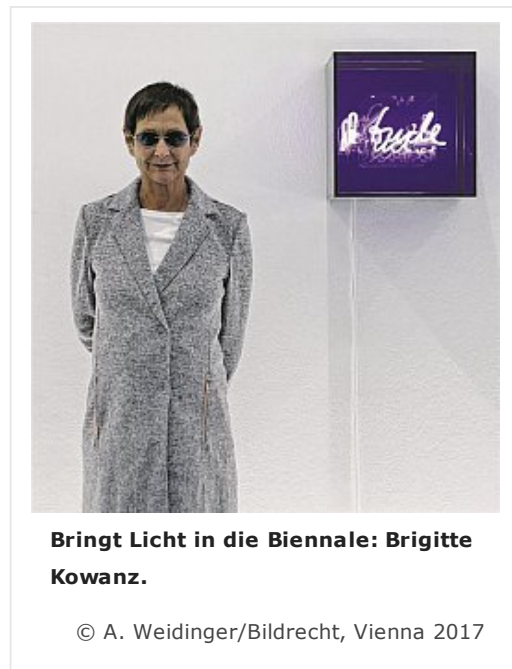 Bringt Licht in die Biennale: Brigitte
Kowanz.
© A. Weidinger/Bildrecht, Vienna 2017